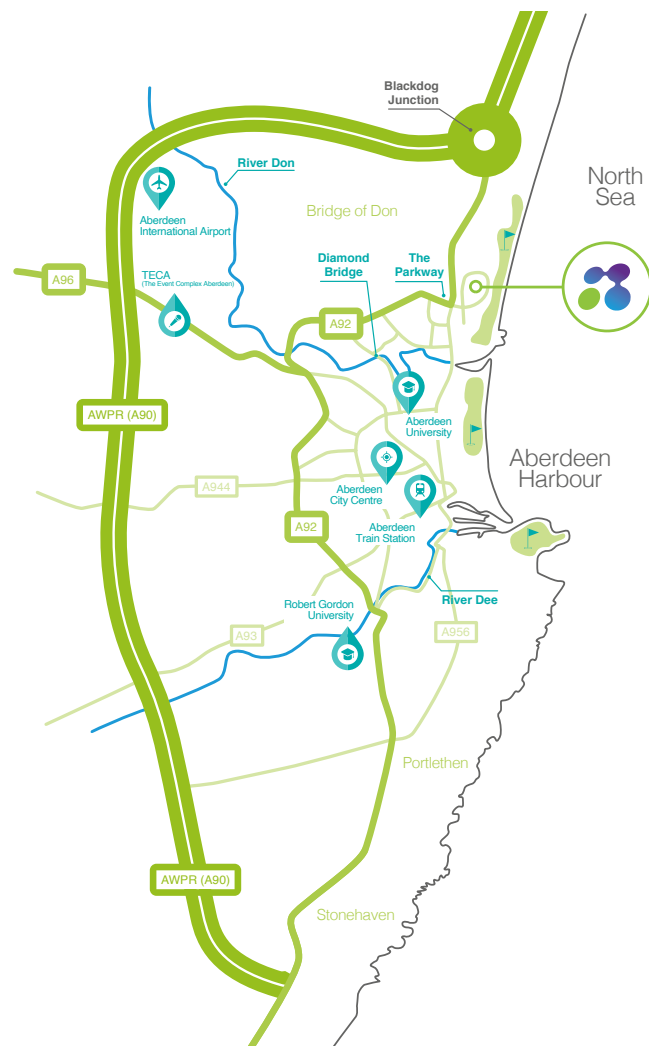 Blackdog
Junction
River Don
North
Sea
Aberdeen
International Airport
Bridge of Don
TECA
(The Event Complex Aberdeen)
Diamond
Bridge
The
Parkway
A96
A92
AWPR (A90)
Aberdeen
University
Aberdeen
Harbour
A944
Aberdeen
City Centre
A92
Aberdeen
Train Station
Robert Gordon
University
River Dee
A93
A956
Portlethen
AWPR (A90)
Stonehaven